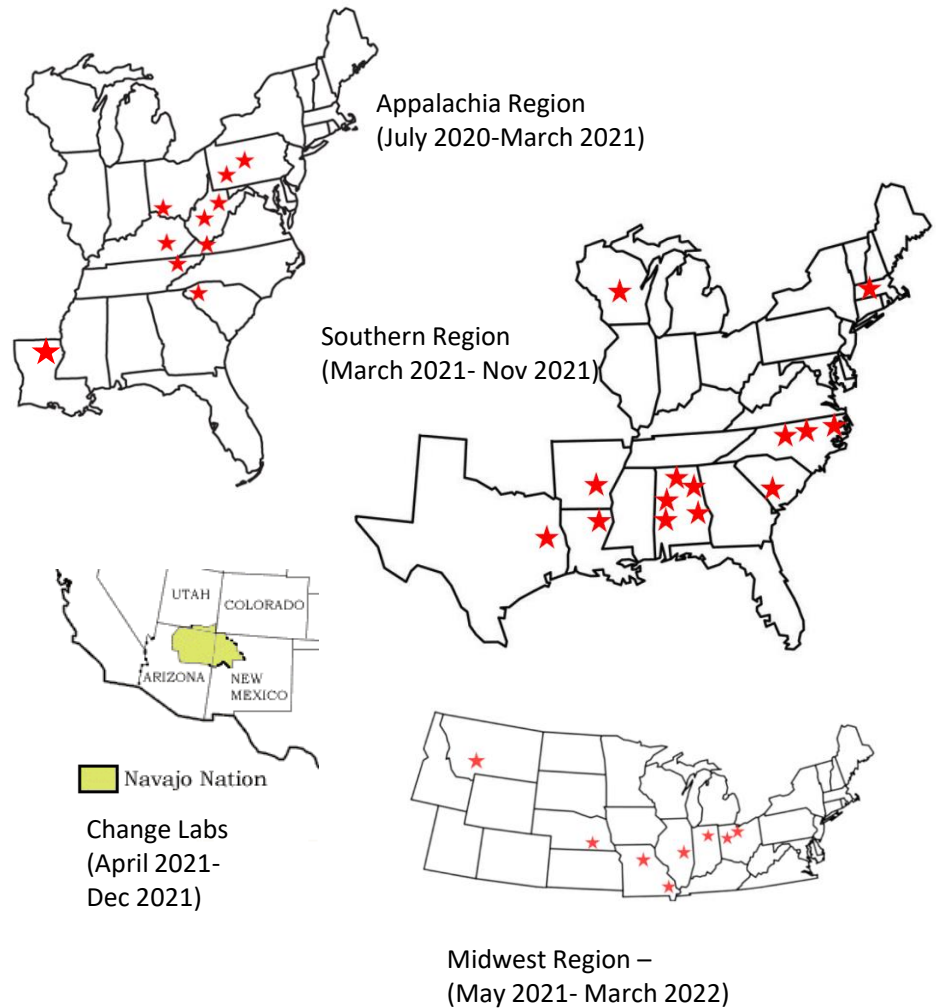 Appalachia Region
(July 2020-March 2021)
Southern Region
(March 2021- Nov 2021)
UTAH
COLORADO
ARIZONA
NEW
MEXICO
Navajo Nation
Change Labs
(April 2021-
Dec 2021)
Midwest Region –
(May 2021- March 2022)